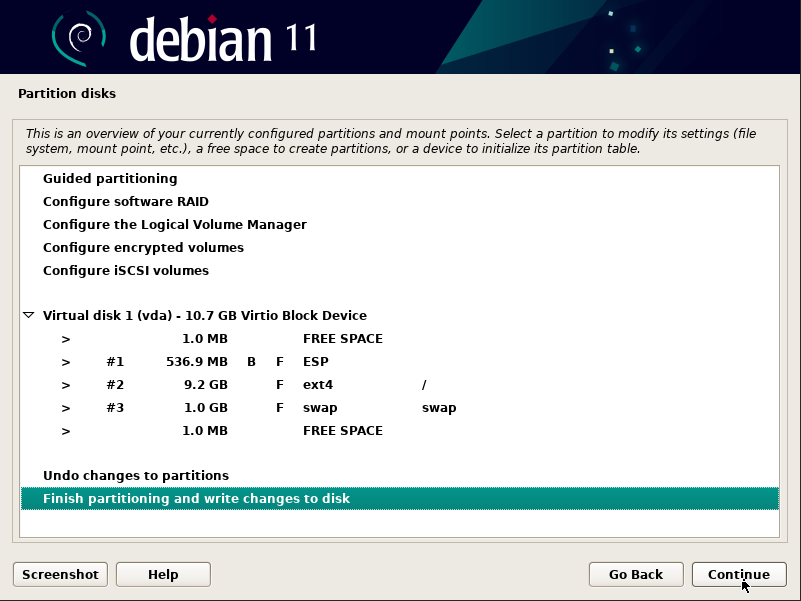 debian 11
Partition disks
This is an overview of your currently configured partitions and mount points. Select a partition to modify its settings (file
system, mount point, etc.), a free space to create partitions, or a device to initialize its partition table.
Guided partitioning
Configure software RAID
Configure the Logical Volume Manager
Configure encrypted volumes
Configure iSCSI volumes
Virtual disk 1 (vda) - 10.7 GB Virtio Block Device
> 1.0 MB FREE SPACE
> #1 536.9 MB B F ESP
> #2 9.2 GB F ext4 /
> #3 1.0 GB F swap swap
> 1.0 MB FREE SPACE
Undo changes to partitions
Finish partitioning and write changes to disk
Screenshot Help Go Back Continue